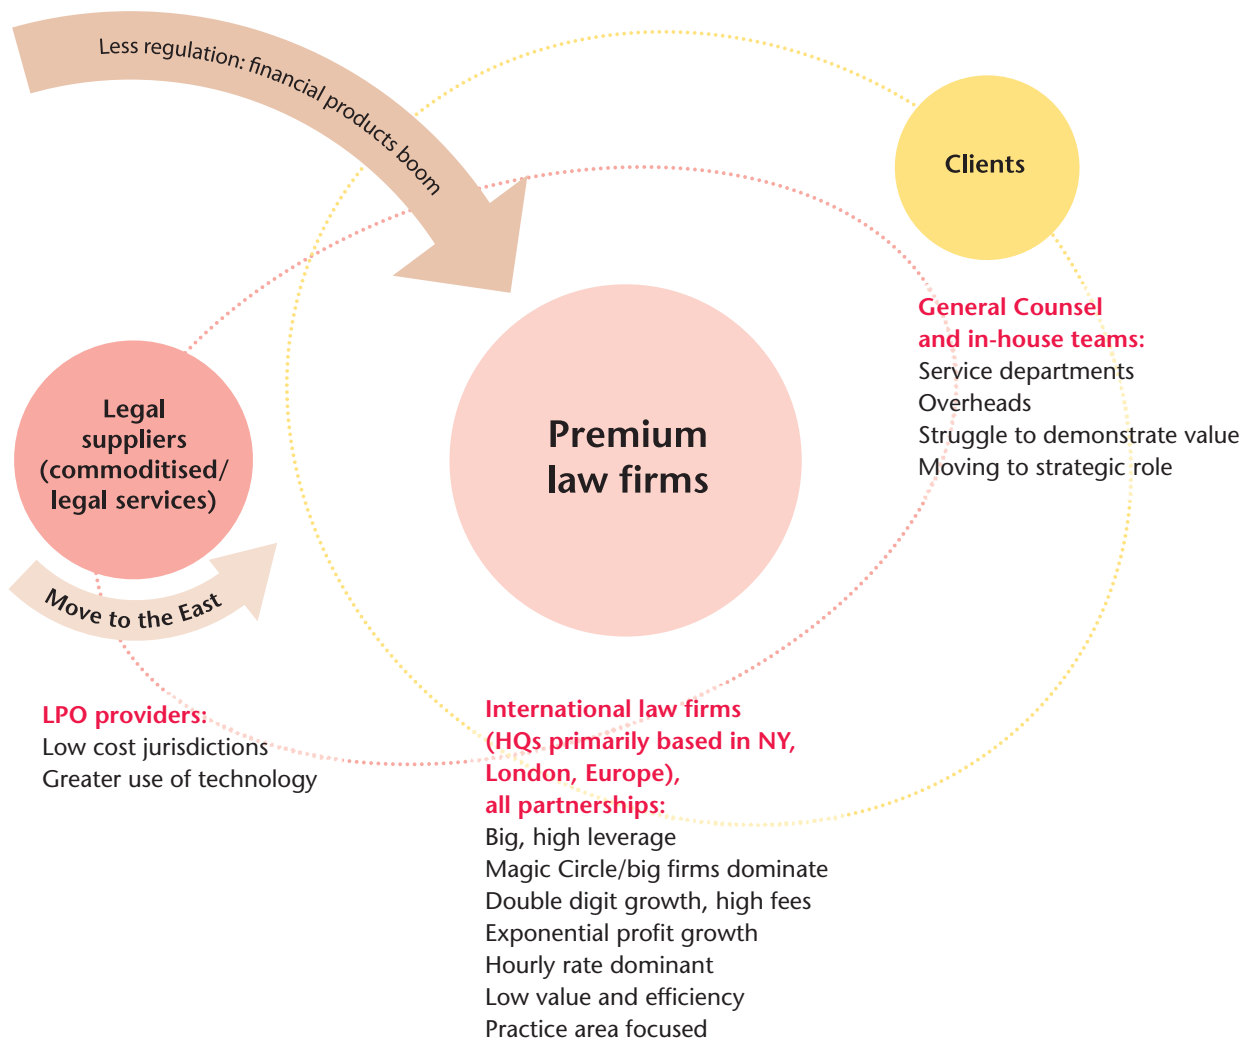 Less regulation: financial products boom
Clients
General Counsel
and in-house teams:
Service departments
Overheads
Struggle to demonstrate value
Moving to strategic role
Legal
suppliers
(commoditised/
legal services)
Premium
law firms
Move to the East
LPO providers:
Low cost jurisdictions
Greater use of technology
International law firms
(HQs primarily based in NY,
London, Europe),
all partnerships:
Big, high leverage
Magic Circle/big firms dominate
Double digit growth, high fees
Exponential profit growth
Hourly rate dominant
Low value and efficiency
Practice area focused